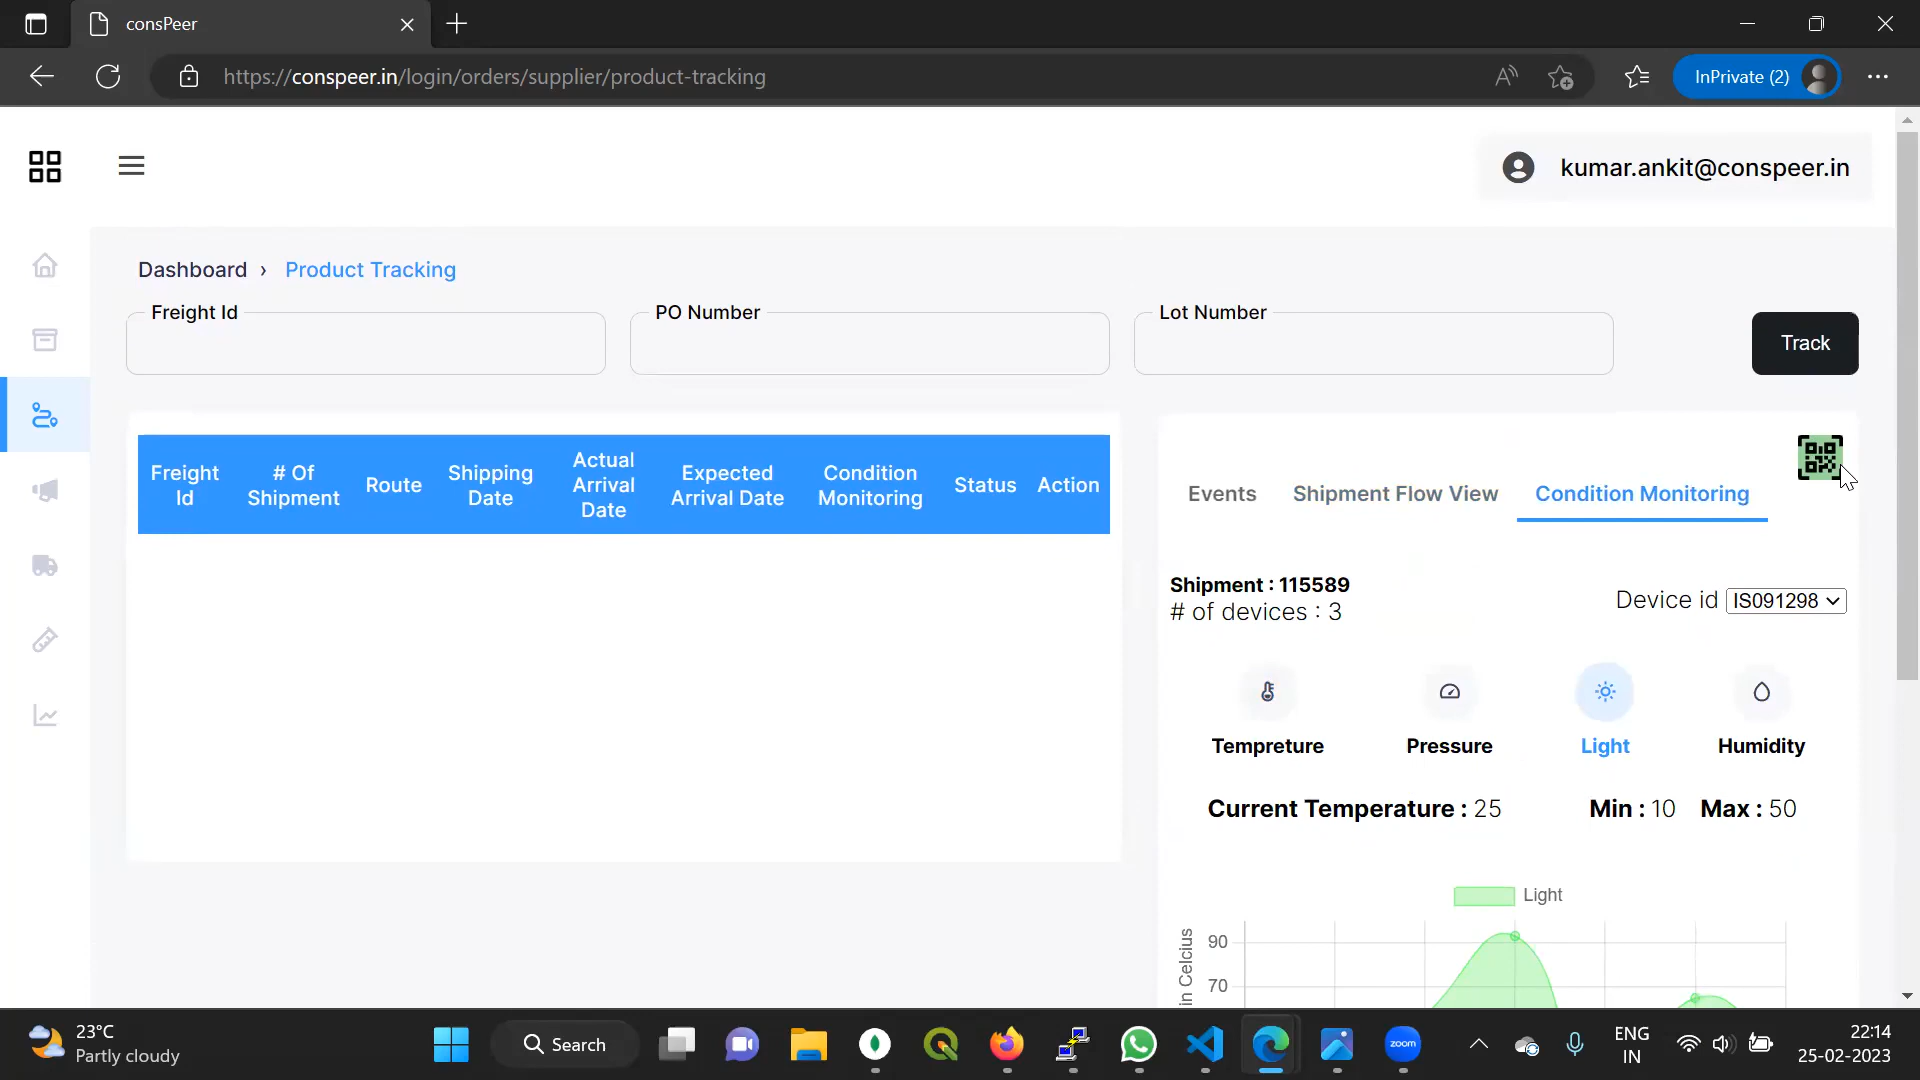 consPeer
https://conspeer.in/login/orders/supplier/product-tracking
InPrivate (2)
kumar.ankit@conspeer.in
Dashboard › Product Tracking
Freight Id
PO Number
Lot Number
Track
Freight Id
# Of Shipment
Route
Shipping Date
Actual Arrival Date
Expected Arrival Date
Condition Monitoring
Status
Action
Events
Shipment Flow View
Condition Monitoring
Shipment : 115589
# of devices : 3
Device id IS091298
Tempreture
Pressure
Light
Humidity
Current Temperature : 25
Min : 10 Max : 50
Light
in Celcius
90
70
23°C
Partly cloudy
Search
zoom
ENG
IN
22:14
25-02-2023